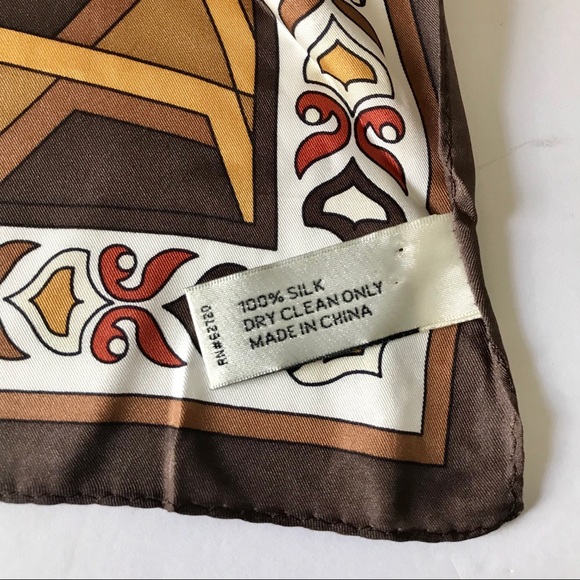 100% SILK
DRY CLEAN ONLY
MADE IN CHINA
RN#62720